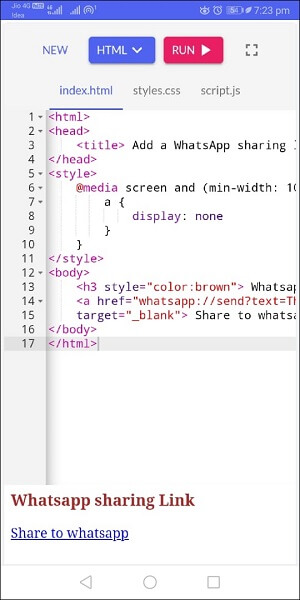 Jio 4G
Idea
7:23 pm
NEW
HTML
RUN
index.html
styles.css
script.js
1 <html>
2 <head>
3 <title> Add a WhatsApp sharing
4 </head>
5 <style>
6 @media screen and (min-width: 10
7 a {
8 display: none
9 }
10 }
11 </style>
12 <body>
13 <h3 style="color:brown"> Whatsap
14 <a href="whatsapp://send?text=Th
15 target="_blank"> Share to whatsa
16 </body>
17 </html>
Whatsapp sharing Link
Share to whatsapp